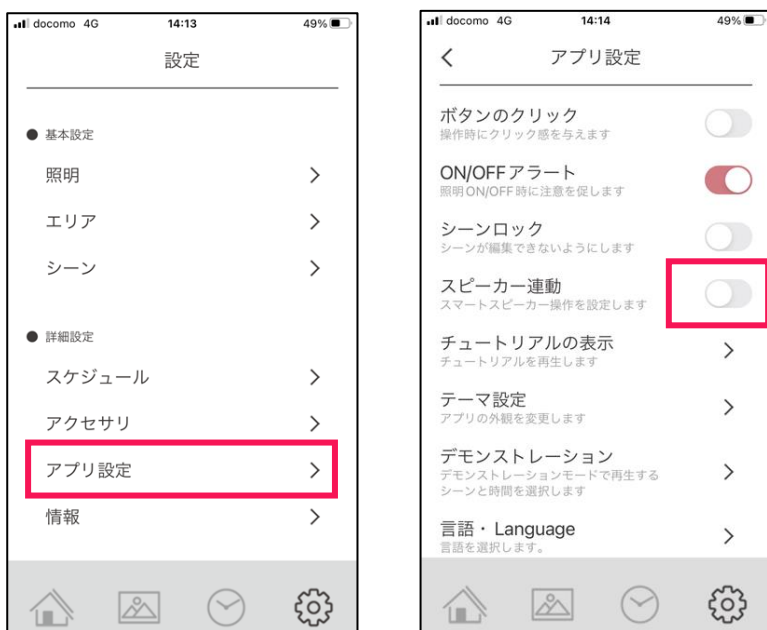 docomo 4G 14:13 49%
設定
基本設定
照明
エリア
シーン
詳細設定
スケジュール
アクセサリ
アプリ設定
情報
docomo 4G 14:14 49%
アプリ設定
ボタンのクリック
操作時にクリック感を与えます
ON/OFFアラート
照明ON/OFF時に注意を促します
シーンロック
シーンが編集できないようにします
スピーカー連動
スマートスピーカー操作を設定します
チュートリアルの表示
チュートリアルを再生します
テーマ設定
アプリの外観を変更します
デモンストレーション
デモンストレーションモードで再生する
シーンと時間を選択します
言語・Language
言語を選択します。